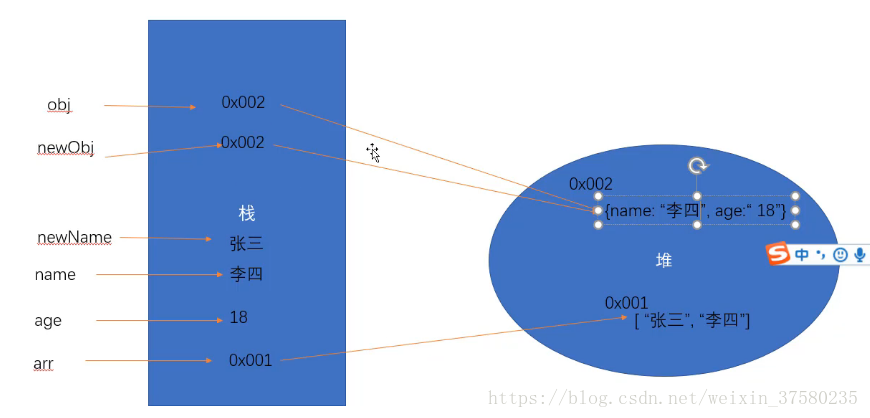 obj
0x002
newObj
0x002
0x002
{name: “李四”, age:“ 18”}
栈
newName
张三
堆
中
name
李四
0x001
age
18
[ “张三”, “李四”]
arr
0x001
https://blog.csdn.net/weixin_37580235